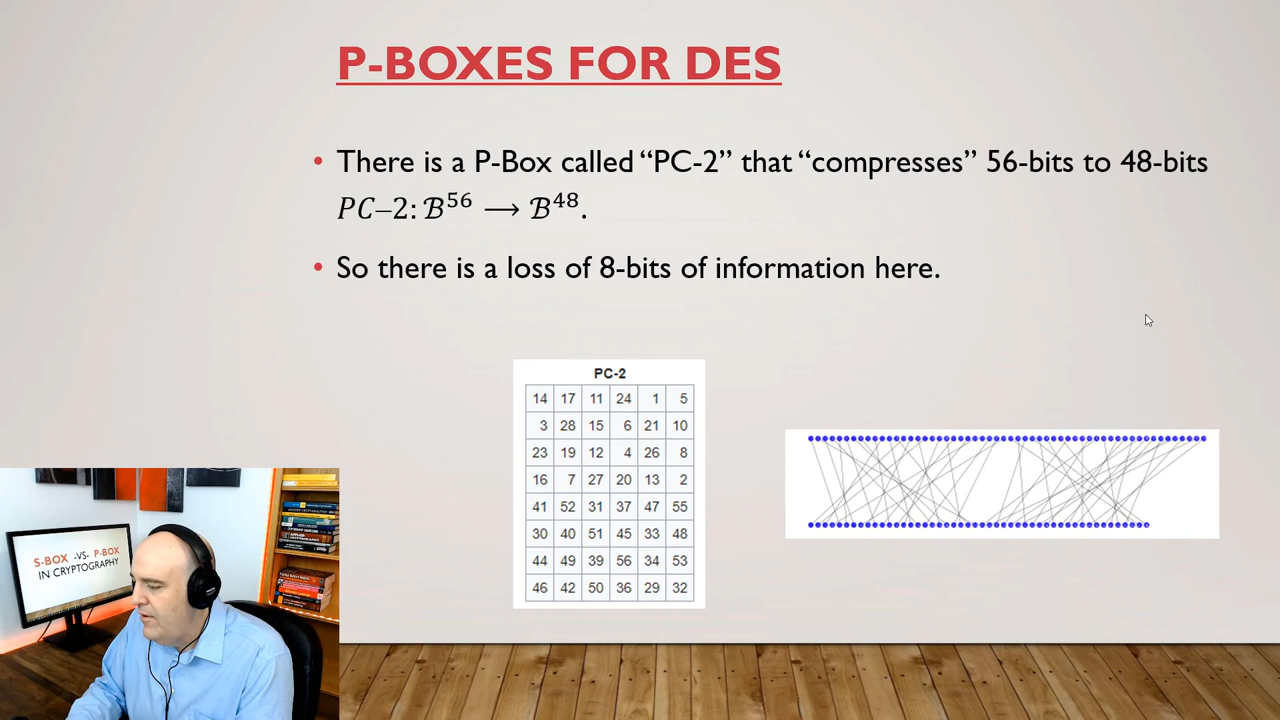 P-BOXES FOR DES
• There is a P-Box called “PC-2” that “compresses” 56-bits to 48-bits
PC–2: ℬ⁵⁶ ⟶ ℬ⁴⁸.
• So there is a loss of 8-bits of information here.
PC-2
14 17 11 24 1 5
3 28 15 6 21 10
23 19 12 4 26 8
16 7 27 20 13 2
41 52 31 37 47 55
30 40 51 45 33 48
44 49 39 56 34 53
46 42 50 36 29 32
S-BOX -VS- P-BOX
IN CRYPTOGRAPHY